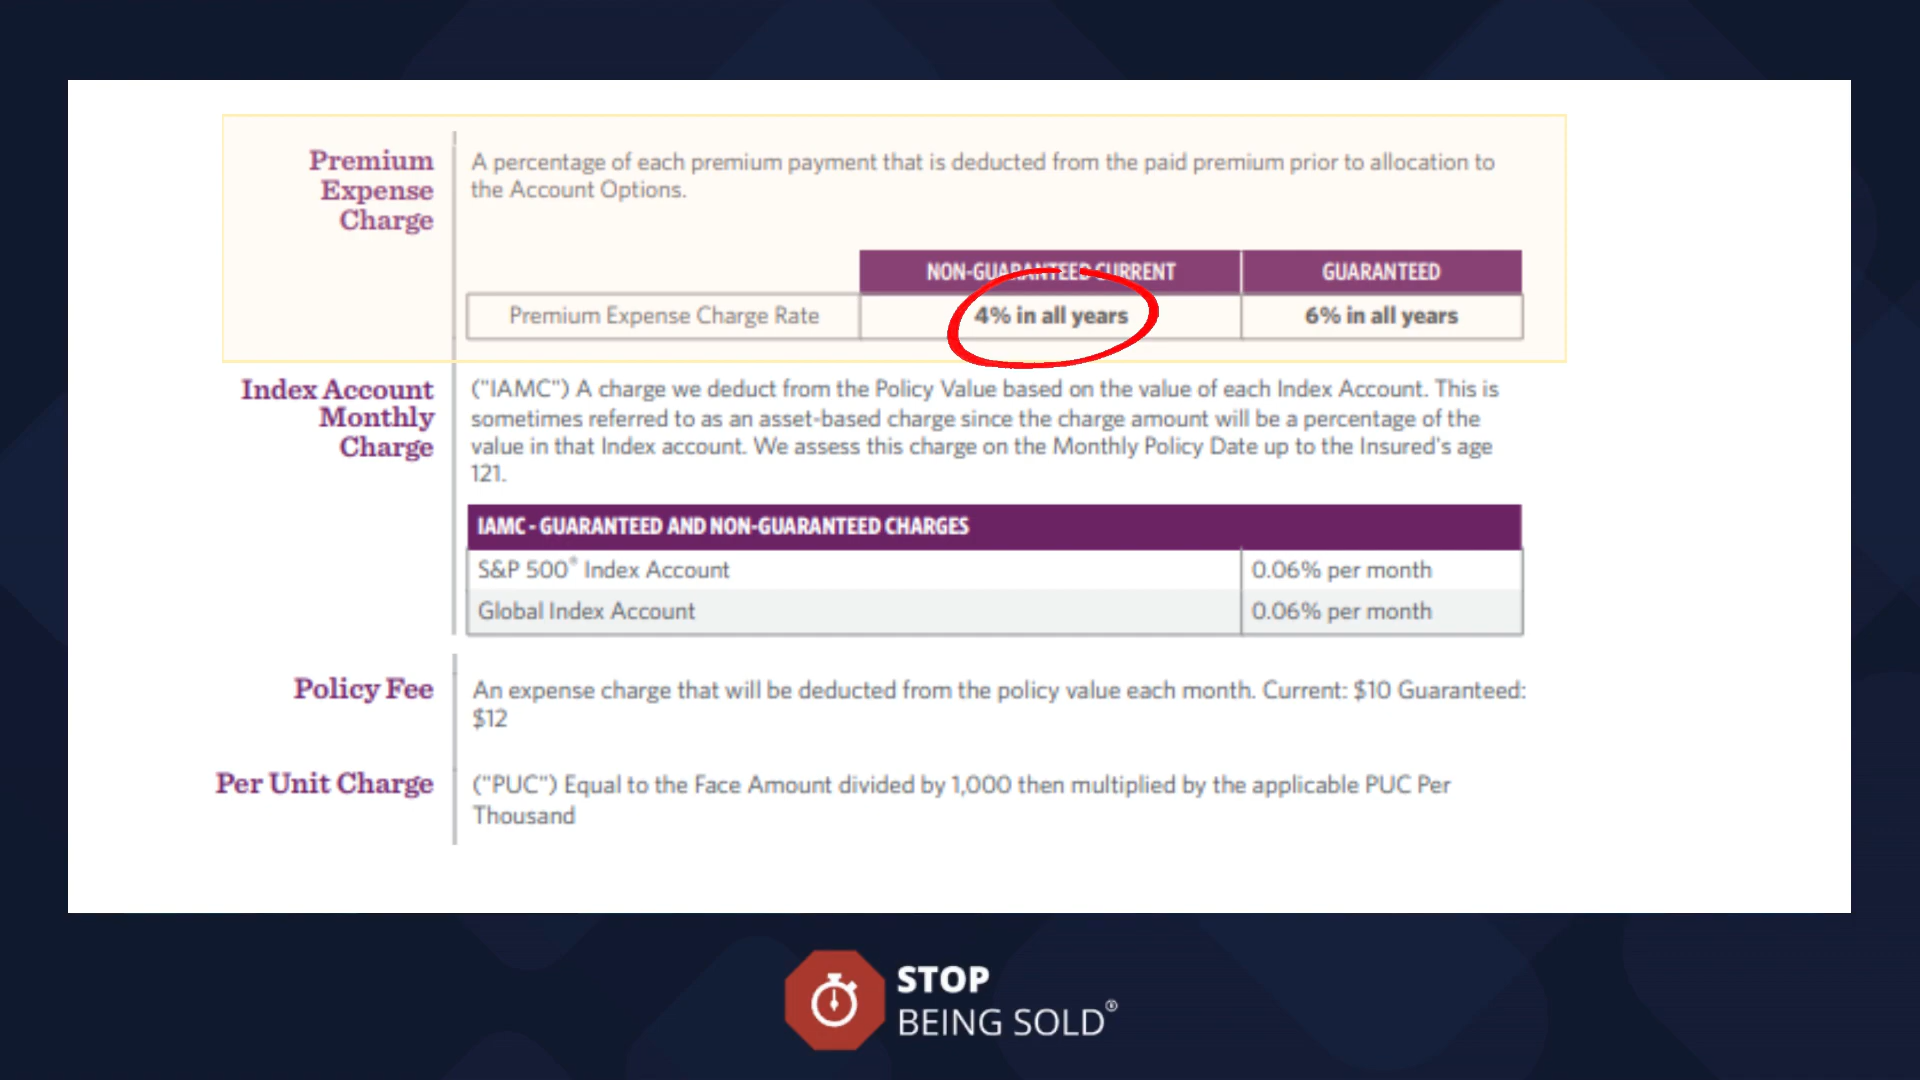 Premium
Expense
Charge
A percentage of each premium payment that is deducted from the paid premium prior to allocation to
the Account Options.
NON-GUARANTEED CURRENT
GUARANTEED
Premium Expense Charge Rate
4% in all years
6% in all years
Index Account
Monthly
Charge
("IAMC") A charge we deduct from the Policy Value based on the value of each Index Account. This is
sometimes referred to as an asset-based charge since the charge amount will be a percentage of the
value in that Index account. We assess this charge on the Monthly Policy Date up to the Insured's age
121.
IAMC - GUARANTEED AND NON-GUARANTEED CHARGES
S&P 500® Index Account
0.06% per month
Global Index Account
0.06% per month
Policy Fee
An expense charge that will be deducted from the policy value each month. Current: $10 Guaranteed:
$12
Per Unit Charge
("PUC") Equal to the Face Amount divided by 1,000 then multiplied by the applicable PUC Per
Thousand
STOP
BEING SOLD®